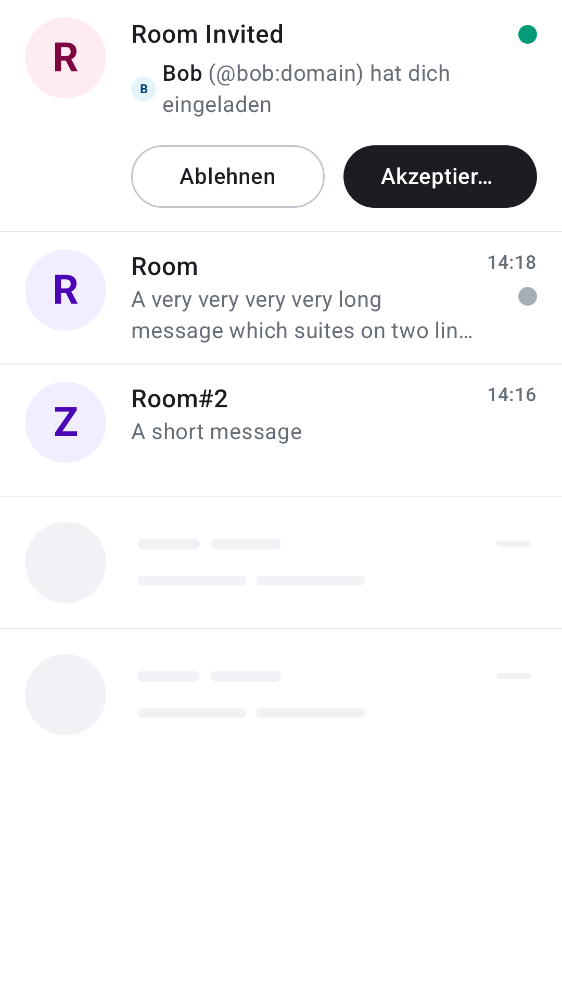 R
Room Invited
B
Bob (@bob:domain) hat dich
eingeladen
Ablehnen
Akzeptier…
R
Room
14:18
A very very very very long
message which suites on two lin…
Z
Room#2
14:16
A short message